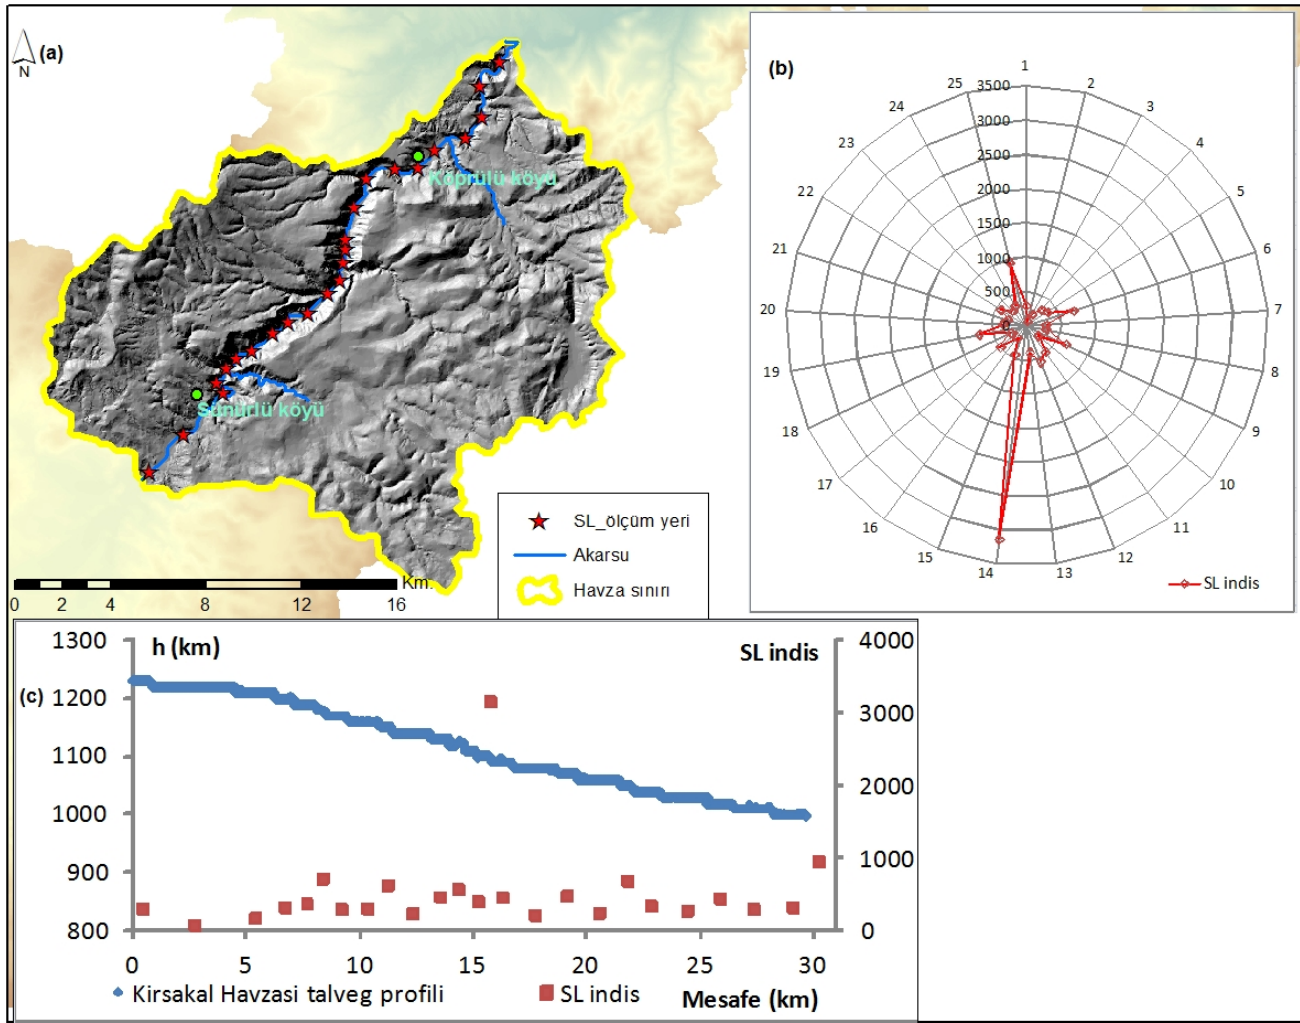 (a)
N
Köprülü köyü
Sünürlü köyü
SL_ölçüm yeri
Akarsu
Havza sınırı
Km.
0 2 4 8 12 16
(b)
1
2
3
4
5
6
7
8
9
10
11
12
13
14
15
16
17
18
19
20
21
22
23
24
25
3500
3000
2500
2000
1500
1000
500
0
SL indis
(c)
h (km)
SL indis
1300
1200
1100
1000
900
800
4000
3000
2000
1000
0
0 5 10 15 20 25 30
Kirsakal Havzasi talveg profili
SL indis
Mesafe (km)